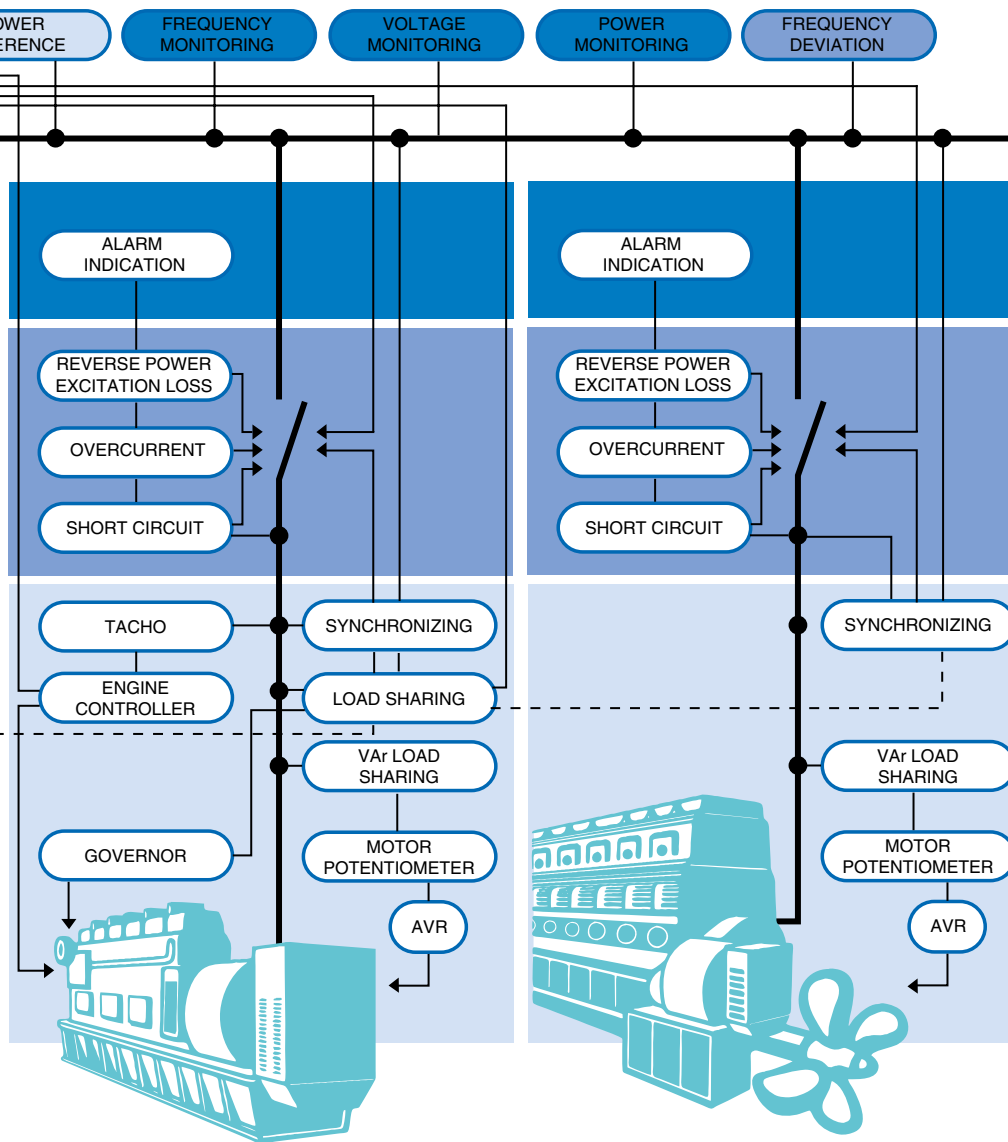 FREQUENCY
MONITORING
VOLTAGE
MONITORING
POWER
MONITORING
FREQUENCY
DEVIATION
ALARM
INDICATION
REVERSE POWER
EXCITATION LOSS
OVERCURRENT
SHORT CIRCUIT
TACHO
ENGINE
CONTROLLER
SYNCHRONIZING
LOAD SHARING
VAr LOAD
SHARING
GOVERNOR
MOTOR
POTENTIOMETER
AVR
ALARM
INDICATION
REVERSE POWER
EXCITATION LOSS
OVERCURRENT
SHORT CIRCUIT
SYNCHRONIZING
VAr LOAD
SHARING
MOTOR
POTENTIOMETER
AVR